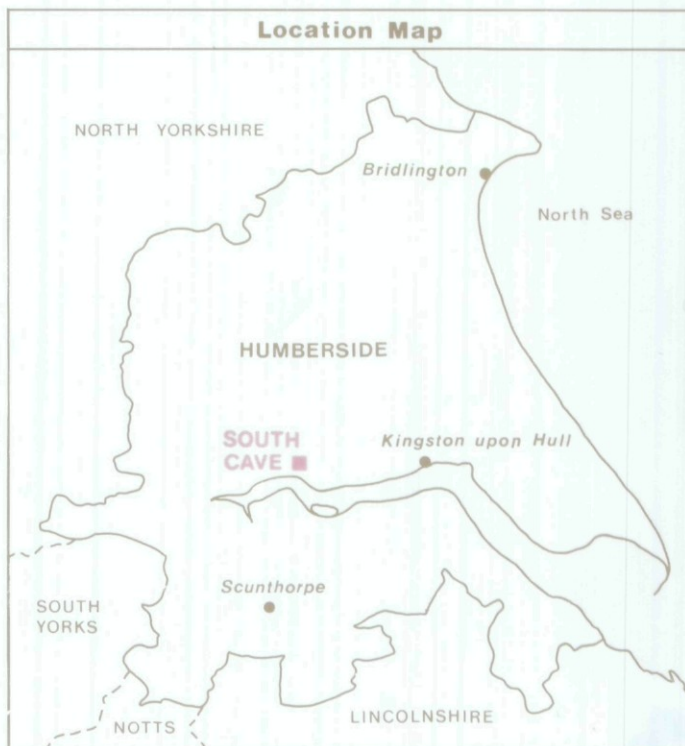 Location Map
NORTH YORKSHIRE
Bridlington
North Sea
HUMBERSIDE
SOUTH
CAVE
Kingston upon Hull
Scunthorpe
SOUTH
YORKS
NOTTS
LINCOLNSHIRE